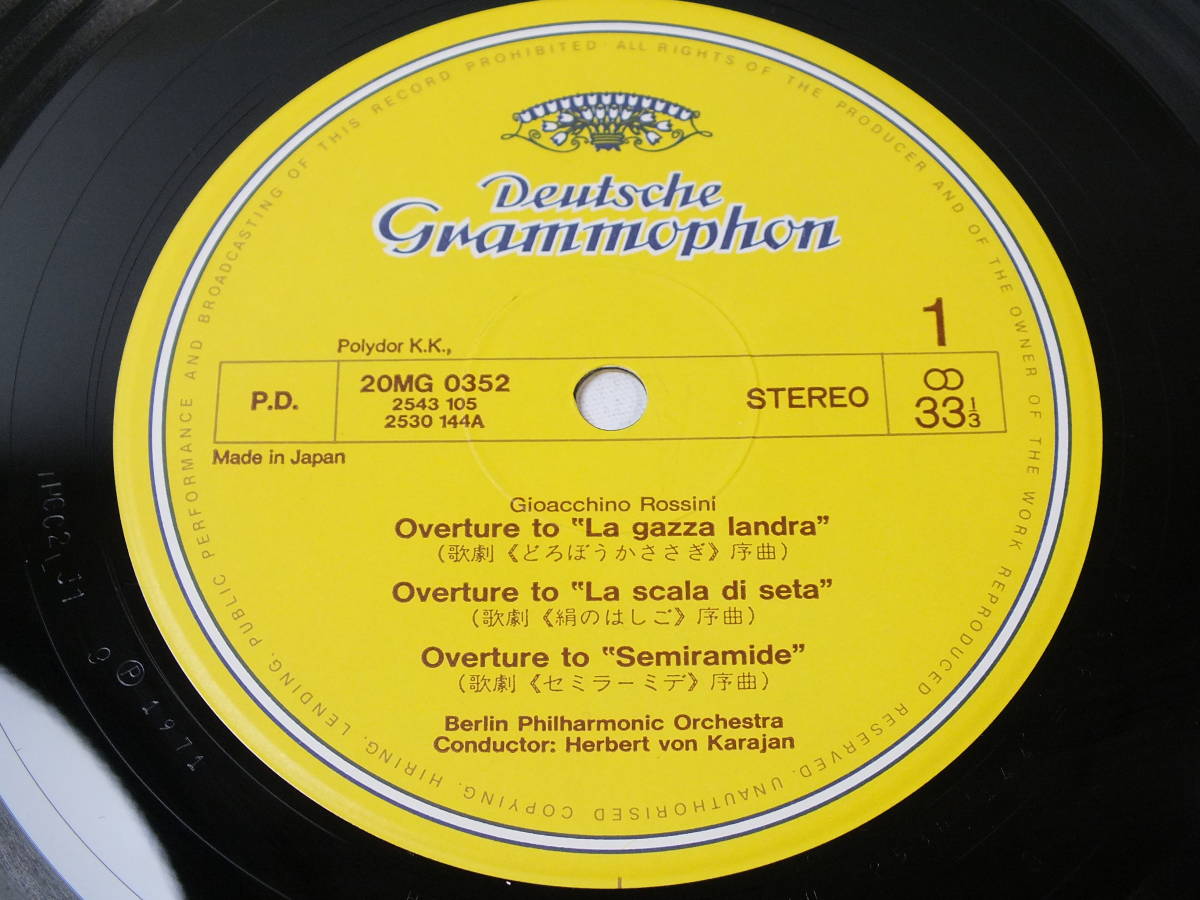 Deutsche
Grammophon
1
Polydor K.K.,
P.D.
20MG 0352
2543 105
2530 144A
STEREO
33 1/3
Made in Japan
Gioacchino Rossini
Overture to "La gazza landra"
(歌劇《どろぼうかささぎ》序曲)
Overture to "La scala di seta"
(歌劇《絹のはしご》序曲)
Overture to "Semiramide"
(歌劇《セミラーミデ》序曲)
Berlin Philharmonic Orchestra
Conductor: Herbert von Karajan
ALL RIGHTS OF THE PRODUCER AND OF THE OWNER OF THE WORK REPRODUCED RESERVED. UNAUTHORISED COPYING, HIRING, LENDING, PUBLIC PERFORMANCE AND BROADCASTING OF THIS RECORD PROHIBITED ·
℗ 1971